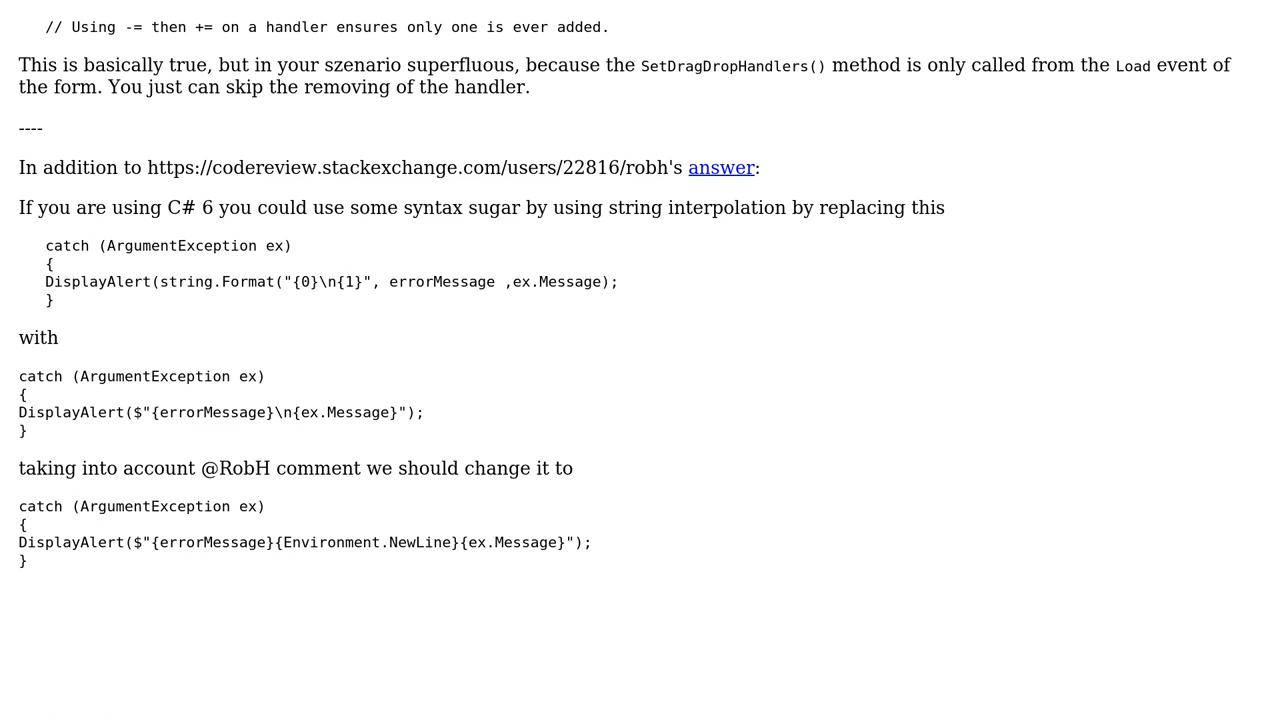 // Using -= then += on a handler ensures only one is ever added.
This is basically true, but in your szenario superfluous, because the SetDragDropHandlers() method is only called from the Load event of
the form. You just can skip the removing of the handler.
----
In addition to https://codereview.stackexchange.com/users/22816/robh's answer:
If you are using C# 6 you could use some syntax sugar by using string interpolation by replacing this
catch (ArgumentException ex)
{
DisplayAlert(string.Format("{0}\n{1}", errorMessage ,ex.Message);
}
with
catch (ArgumentException ex)
{
DisplayAlert($"{errorMessage}\n{ex.Message}");
}
taking into account @RobH comment we should change it to
catch (ArgumentException ex)
{
DisplayAlert($"{errorMessage}{Environment.NewLine}{ex.Message}");
}